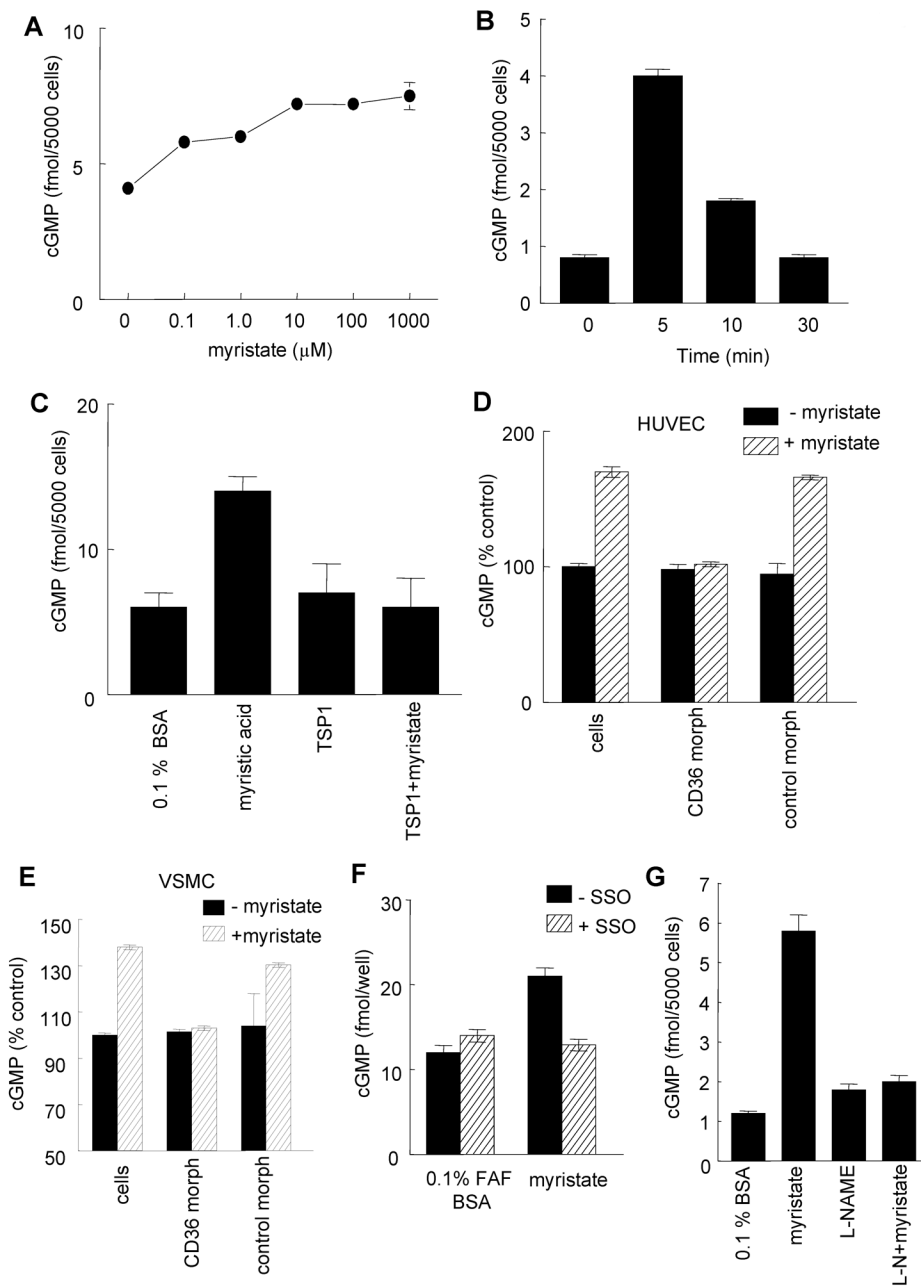 A
cGMP (fmol/5000 cells)
10
5
0
0 0.1 1.0 10 100 1000
myristate (μM)
B
cGMP (fmol/5000 cells)
5
4
3
2
1
0
0 5 10 30
Time (min)
C
cGMP (fmol/5000 cells)
20
10
0
0.1 % BSA
myristic acid
TSP1
TSP1+myristate
D
HUVEC
- myristate
+ myristate
cGMP (% control)
200
100
0
cells
CD36 morph
control morph
E
VSMC
- myristate
+myristate
cGMP (% control)
150
130
110
90
70
50
cells
CD36 morph
control morph
F
- SSO
+ SSO
cGMP (fmol/well)
30
20
10
0
0.1% FAF
BSA
myristate
G
cGMP (fmol/5000 cells)
7
6
5
4
3
2
1
0
0.1 % BSA
myristate
L-NAME
L-N+myristate